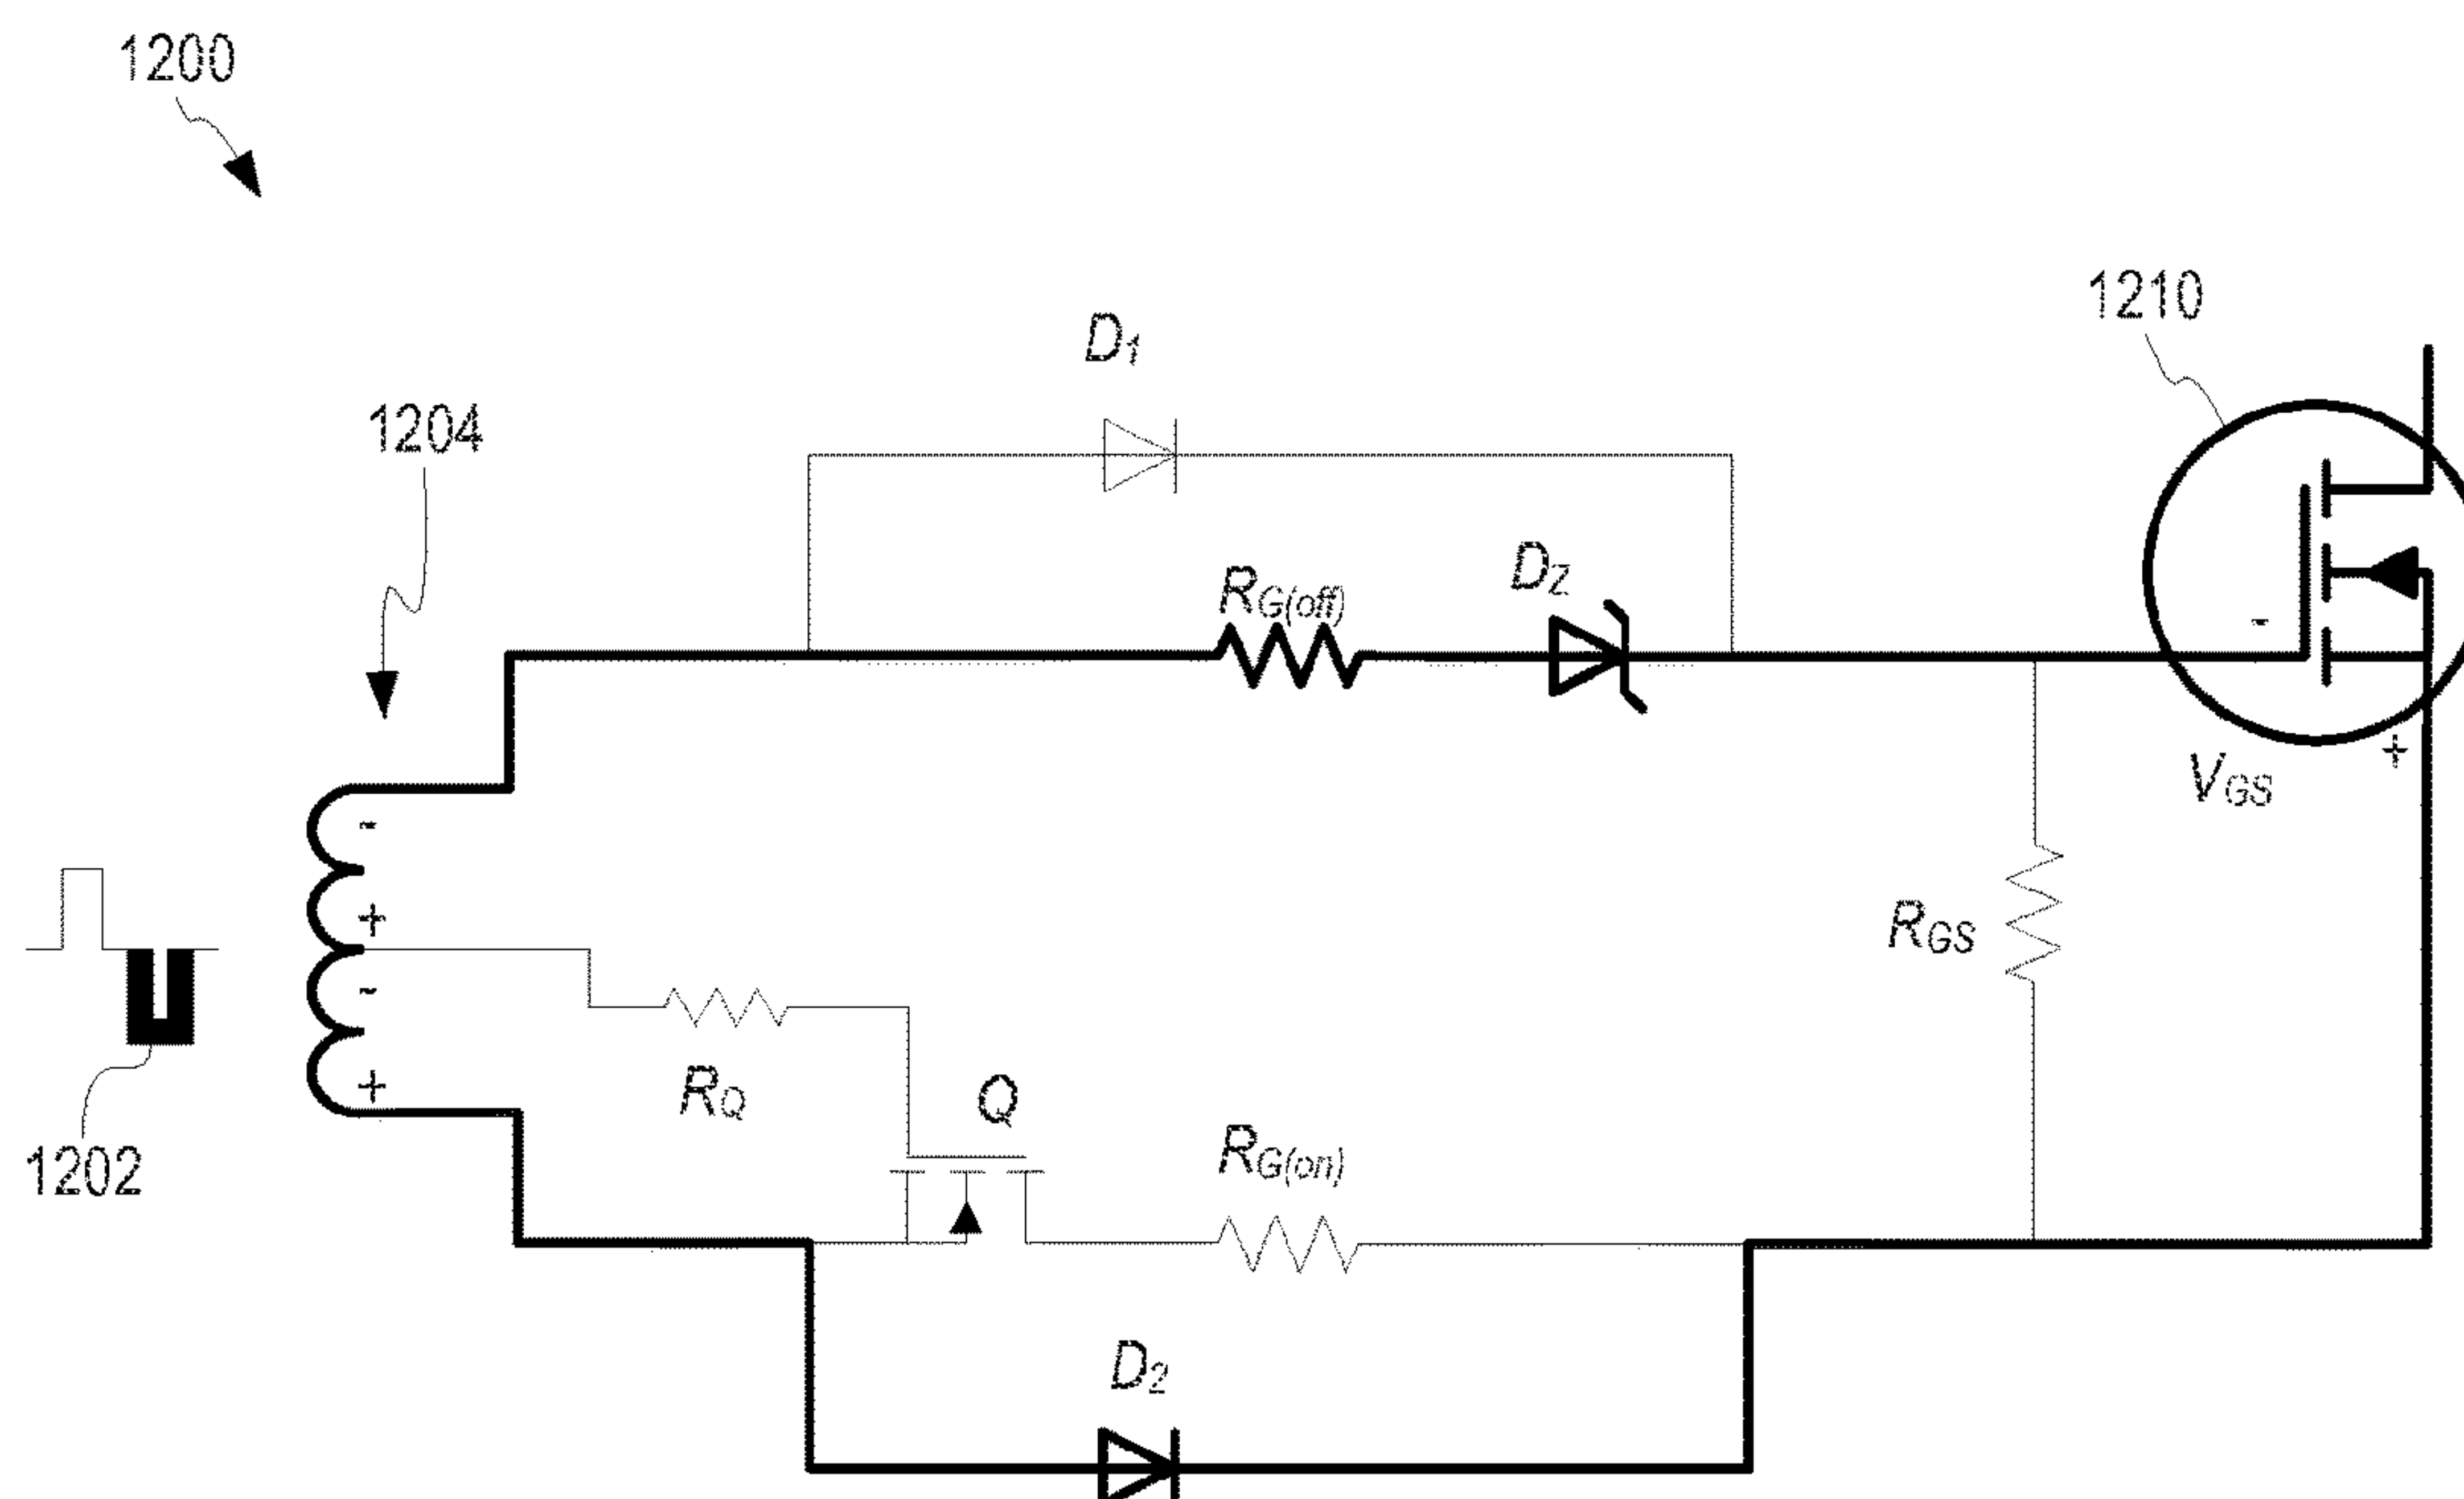 1200
1210
D1
1204
RG(off)
DZ
-
-
+
VGS
+
RGS
-
+
RQ
Q
RG(on)
1202
D2